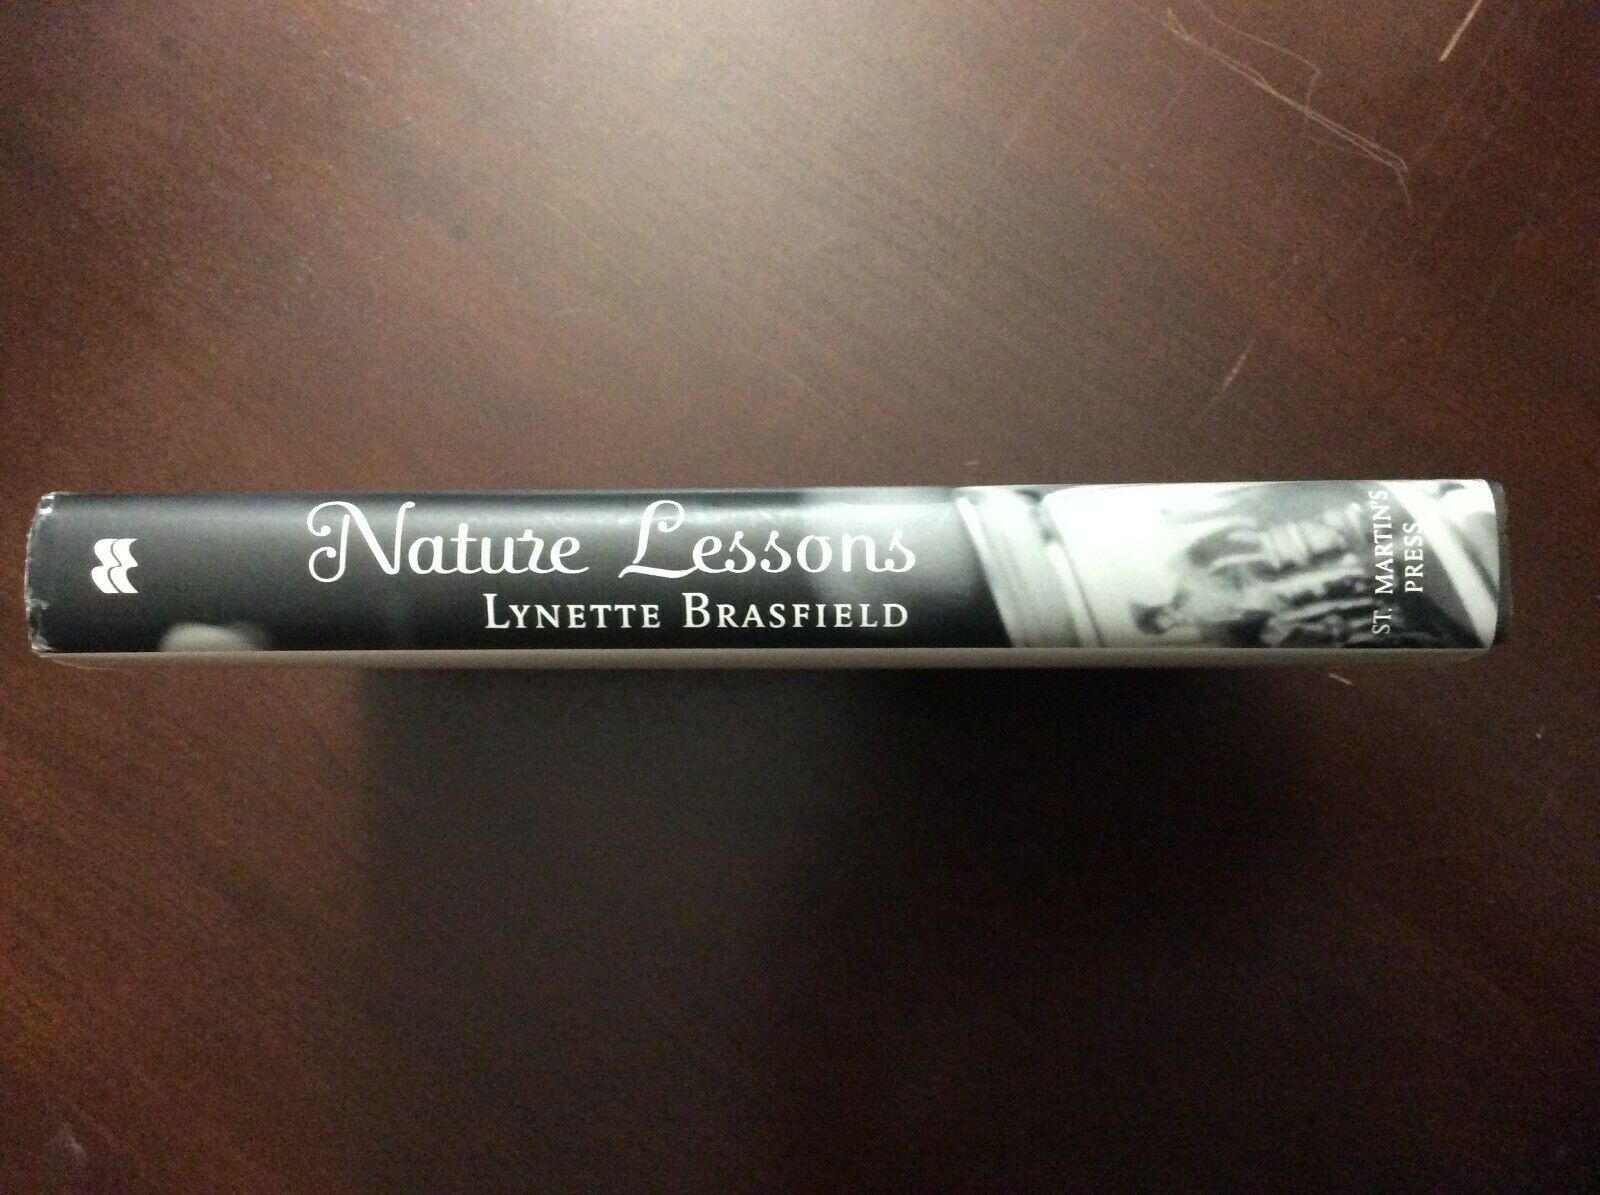 Nature Lessons
LYNETTE BRASFIELD
ST. MARTIN'S
PRESS